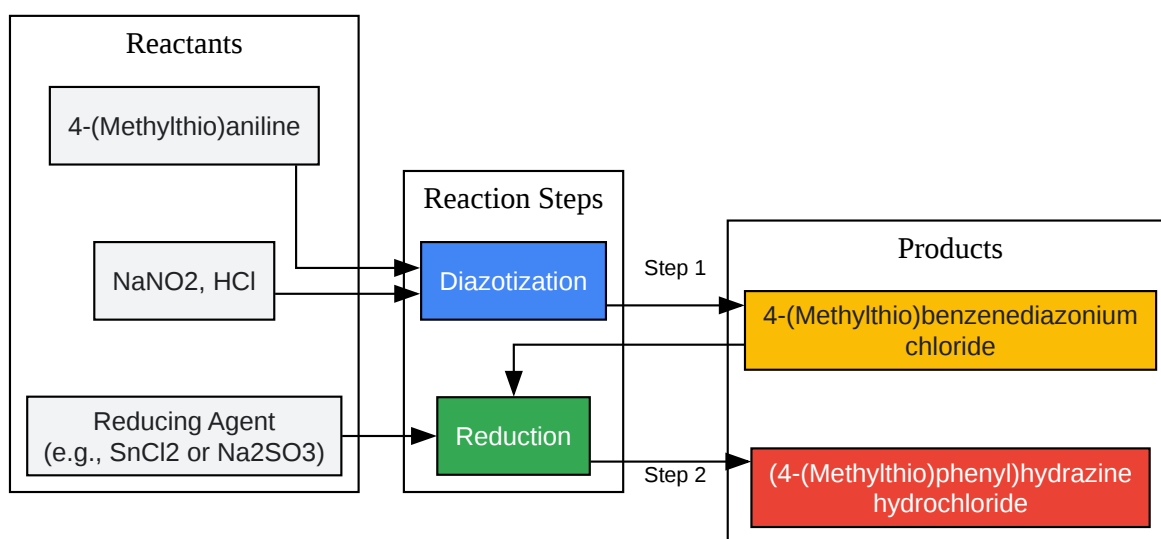 Reactants
4-(Methylthio)aniline
NaNO2, HCl
Reducing Agent
(e.g., SnCl2 or Na2SO3)
Reaction Steps
Diazotization
Reduction
Step 1
Step 2
Products
4-(Methylthio)benzenediazonium
chloride
(4-(Methylthio)phenyl)hydrazine
hydrochloride